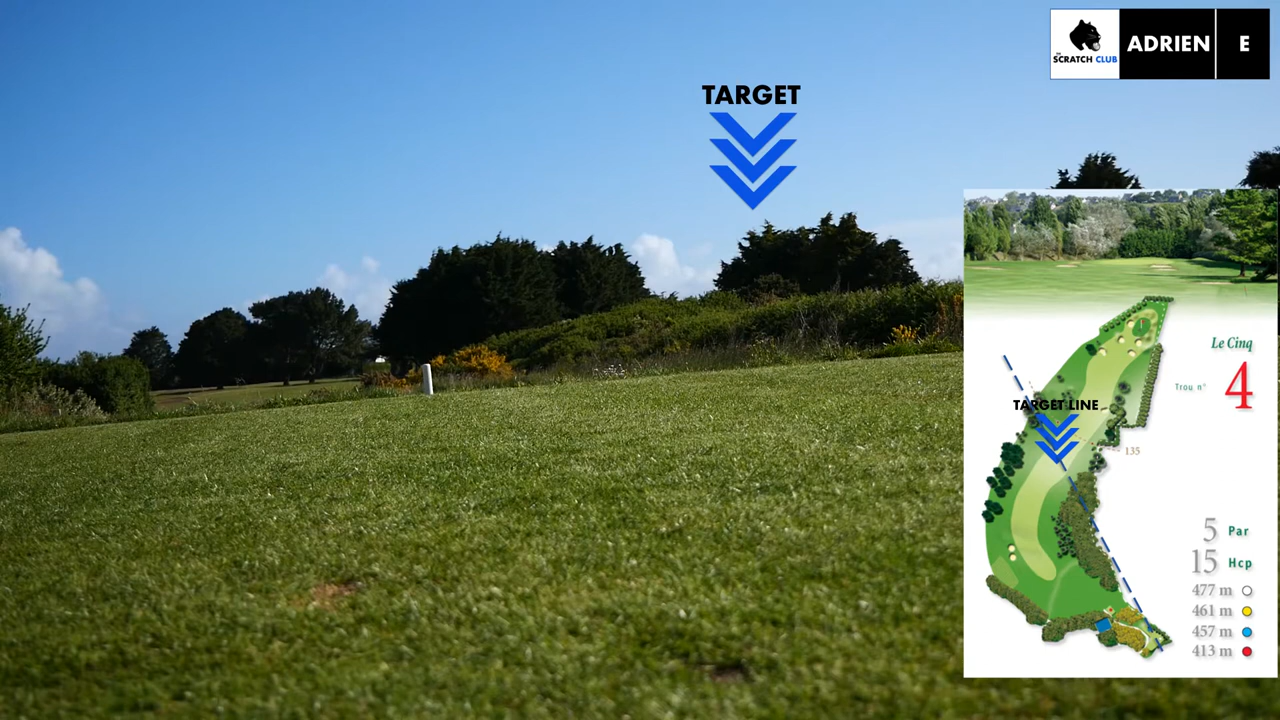 THE
SCRATCH CLUB
ADRIEN
E
TARGET
Le Cinq
Trou n° 4
TARGET LINE
135
5 Par
15 Hcp
477 m
461 m
457 m
413 m